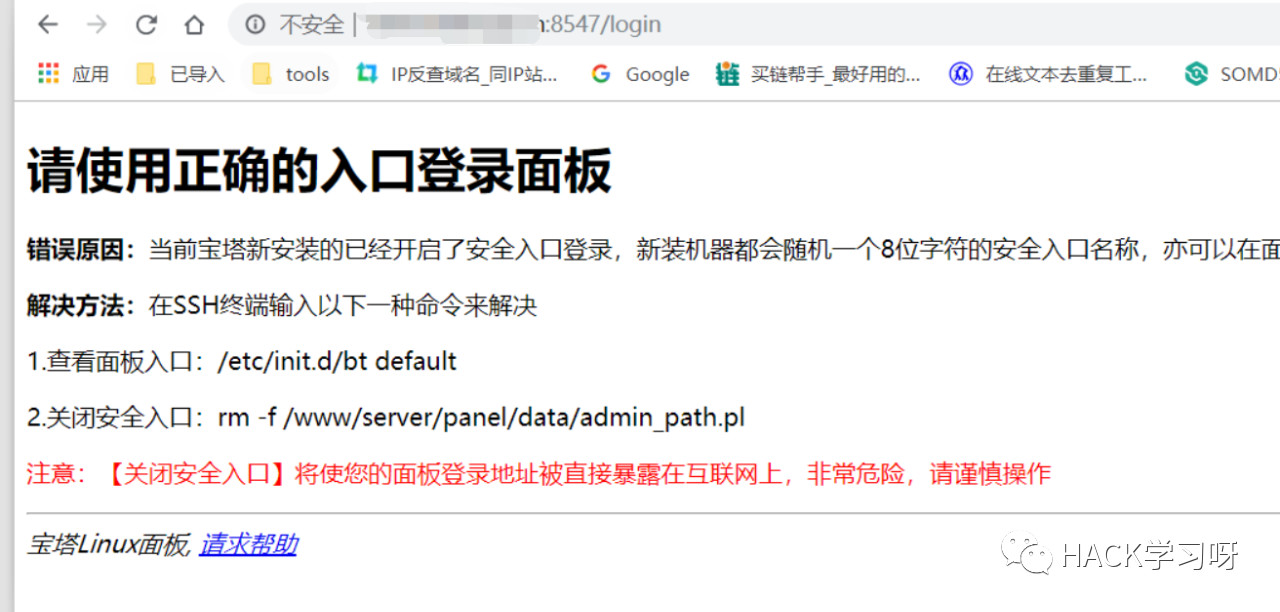 不安全 | :8547/login
应用 已导入 tools IP反查域名_同IP站... Google 买链帮手_最好用的... 在线文本去重复工... SOMD5
请使用正确的入口登录面板
错误原因：当前宝塔新安装的已经开启了安全入口登录，新装机器都会随机一个8位字符的安全入口名称，亦可以在面
解决方法：在SSH终端输入以下一种命令来解决
1.查看面板入口：/etc/init.d/bt default
2.关闭安全入口：rm -f /www/server/panel/data/admin_path.pl
注意：【关闭安全入口】将使您的面板登录地址被直接暴露在互联网上，非常危险，请谨慎操作
宝塔Linux面板, 请求帮助
HACK学习呀